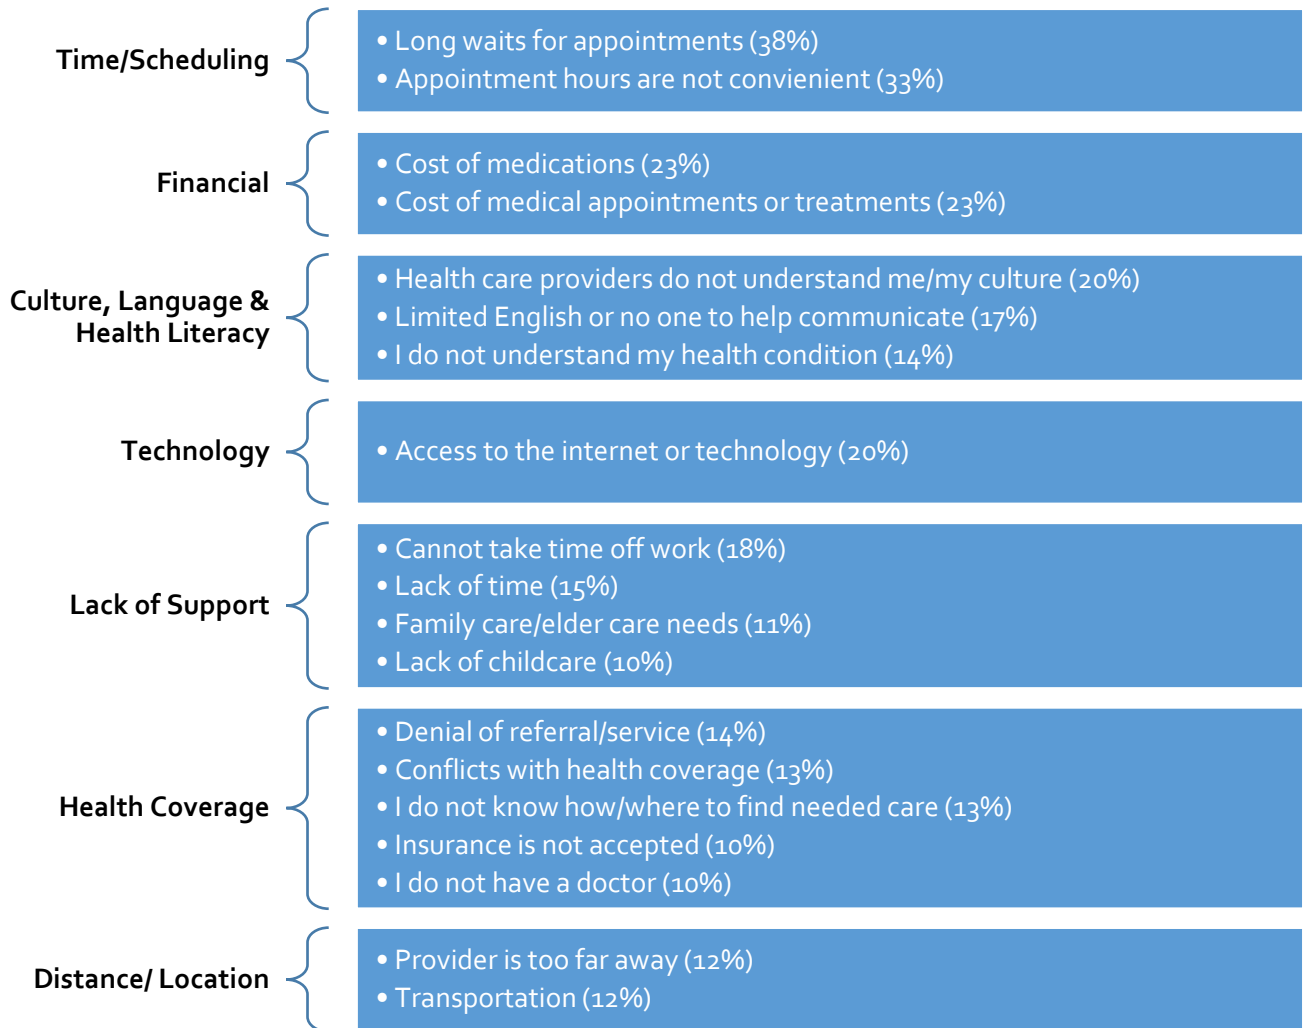 Time/Scheduling
• Long waits for appointments (38%)
• Appointment hours are not convienient (33%)
Financial
• Cost of medications (23%)
• Cost of medical appointments or treatments (23%)
Culture, Language &
Health Literacy
• Health care providers do not understand me/my culture (20%)
• Limited English or no one to help communicate (17%)
• I do not understand my health condition (14%)
Technology
• Access to the internet or technology (20%)
Lack of Support
• Cannot take time off work (18%)
• Lack of time (15%)
• Family care/elder care needs (11%)
• Lack of childcare (10%)
Health Coverage
• Denial of referral/service (14%)
• Conflicts with health coverage (13%)
• I do not know how/where to find needed care (13%)
• Insurance is not accepted (10%)
• I do not have a doctor (10%)
Distance/ Location
• Provider is too far away (12%)
• Transportation (12%)